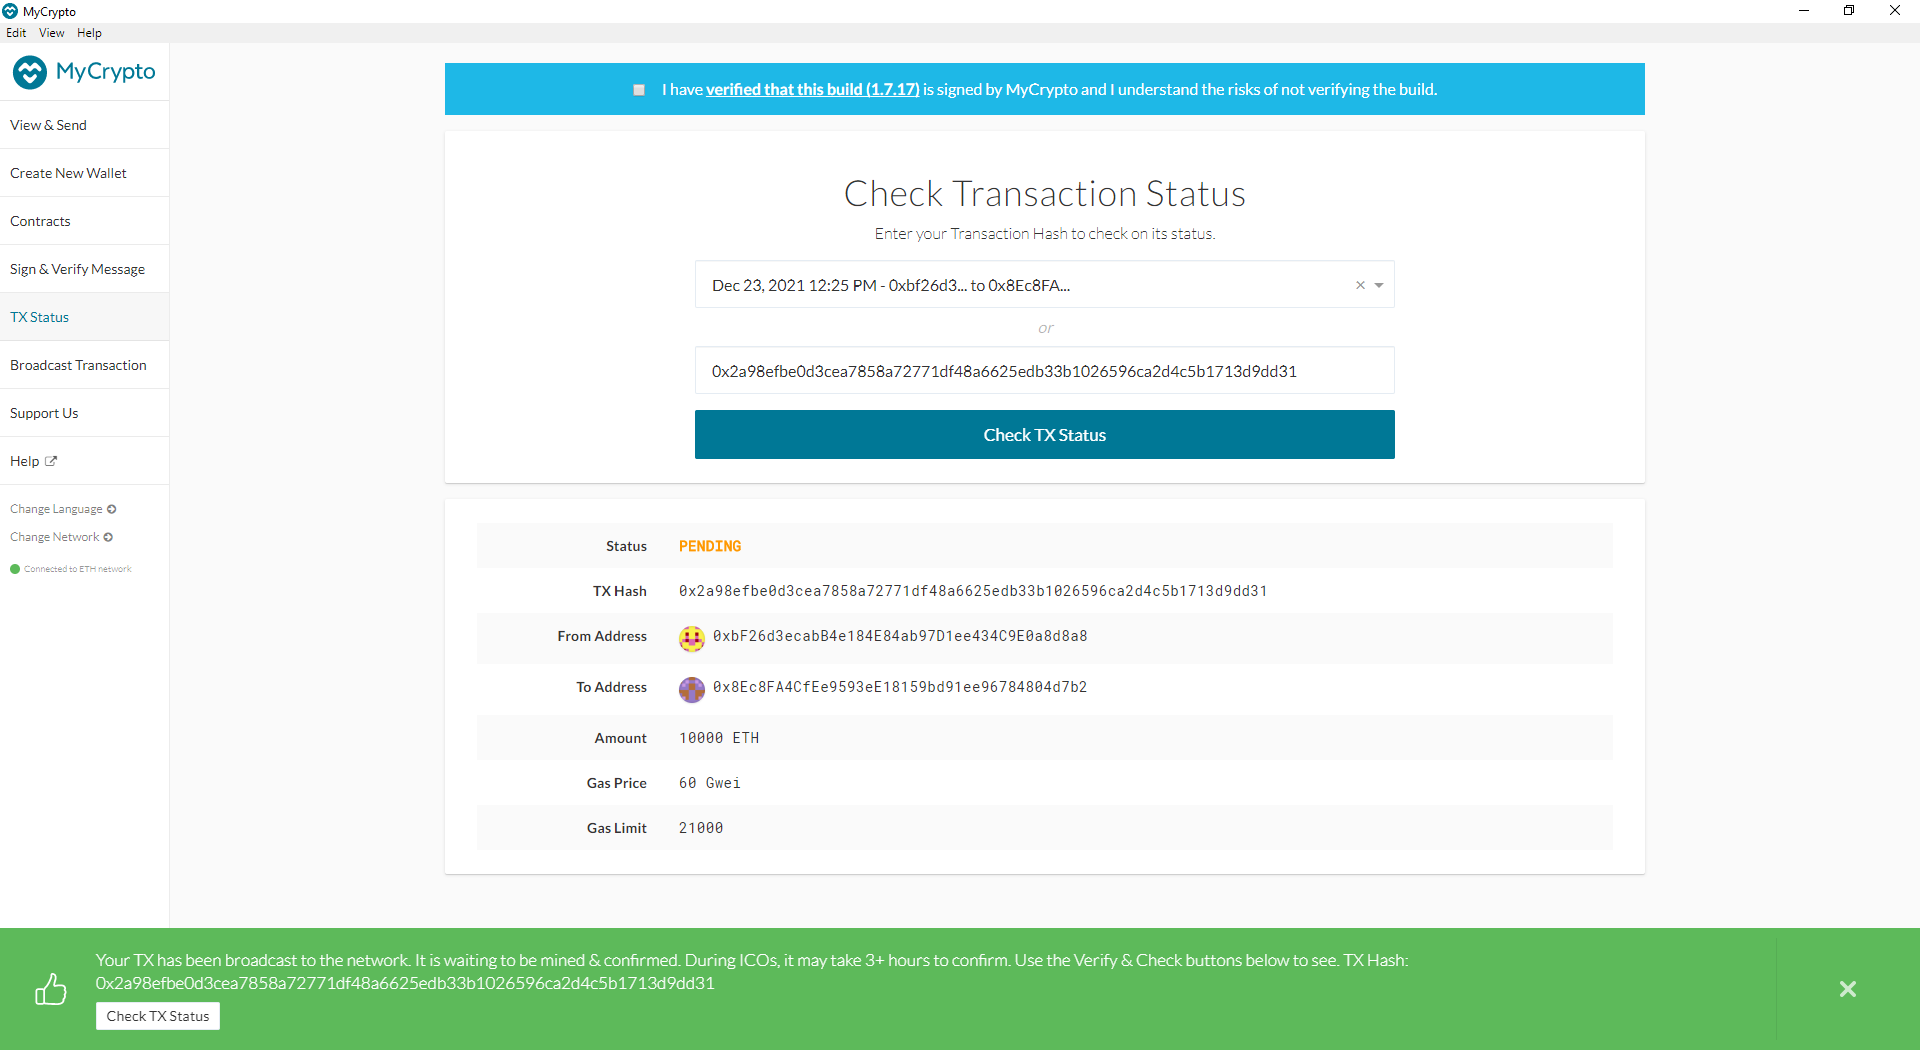 MyCrypto
Edit View Help
MyCrypto
View & Send
Create New Wallet
Contracts
Sign & Verify Message
TX Status
Broadcast Transaction
Support Us
Help
Change Language
Change Network
Connected to ETH network
I have verified that this build (1.7.17) is signed by MyCrypto and I understand the risks of not verifying the build.
Check Transaction Status
Enter your Transaction Hash to check on its status.
Dec 23, 2021 12:25 PM - 0xbf26d3... to 0x8Ec8FA...
or
0x2a98efbe0d3cea7858a72771df48a6625edb33b1026596ca2d4c5b1713d9dd31
Check TX Status
Status PENDING
TX Hash 0x2a98efbe0d3cea7858a72771df48a6625edb33b1026596ca2d4c5b1713d9dd31
From Address 0xbF26d3ecabB4e184E84ab97D1ee434C9E0a8d8a8
To Address 0x8Ec8FA4CfEe9593eE18159bd91ee96784804d7b2
Amount 10000 ETH
Gas Price 60 Gwei
Gas Limit 21000
Your TX has been broadcast to the network. It is waiting to be mined & confirmed. During ICOs, it may take 3+ hours to confirm. Use the Verify & Check buttons below to see. TX Hash:
0x2a98efbe0d3cea7858a72771df48a6625edb33b1026596ca2d4c5b1713d9dd31
Check TX Status